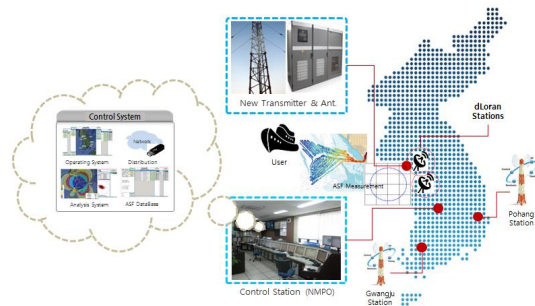 Control System
Operating System
Network
Distribution
Analysis System
ASF DataBase
New Transmitter & Ant.
User
ASF Measurement
Control Station (NMPO)
dLoran
Stations
Pohang
Station
Gwangju
Station